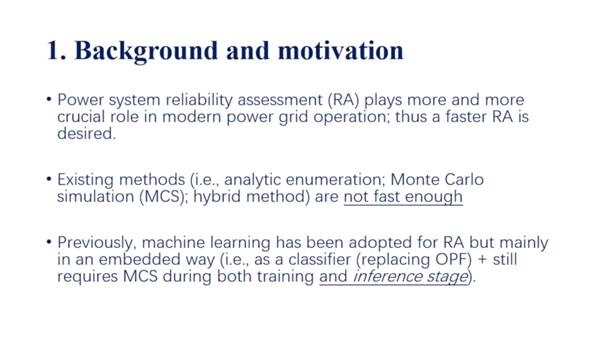 1. Background and motivation
• Power system reliability assessment (RA) plays more and more
crucial role in modern power grid operation; thus a faster RA is
desired.
• Existing methods (i.e., analytic enumeration; Monte Carlo
simulation (MCS); hybrid method) are not fast enough
• Previously, machine learning has been adopted for RA but mainly
in an embedded way (i.e., as a classifier (replacing OPF) + still
requires MCS during both training and inference stage).